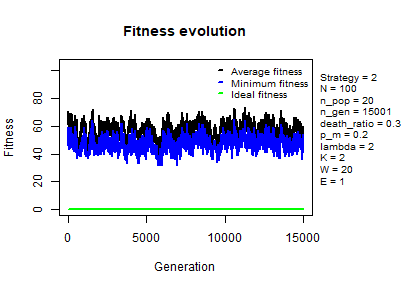 Fitness evolution
Average fitness
Minimum fitness
Ideal fitness
Strategy = 2
N = 100
n_pop = 20
n_gen = 15001
death_ratio = 0.3
p_m = 0.2
lambda = 2
K = 2
W = 20
E = 1
Fitness
80
60
40
20
0
0 5000 10000 15000
Generation